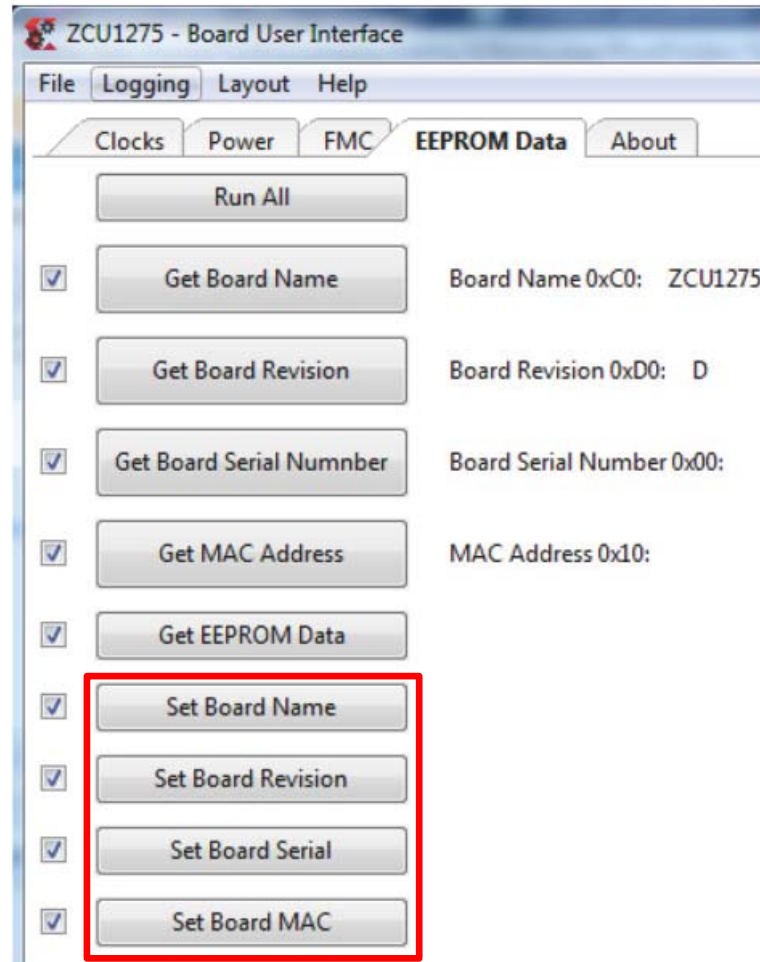 ZCU1275 - Board User Interface
File Logging Layout Help
Clocks Power FMC EEPROM Data About
Run All
Get Board Name Board Name 0xC0: ZCU1275
Get Board Revision Board Revision 0xD0: D
Get Board Serial Numnber Board Serial Number 0x00:
Get MAC Address MAC Address 0x10:
Get EEPROM Data
Set Board Name
Set Board Revision
Set Board Serial
Set Board MAC